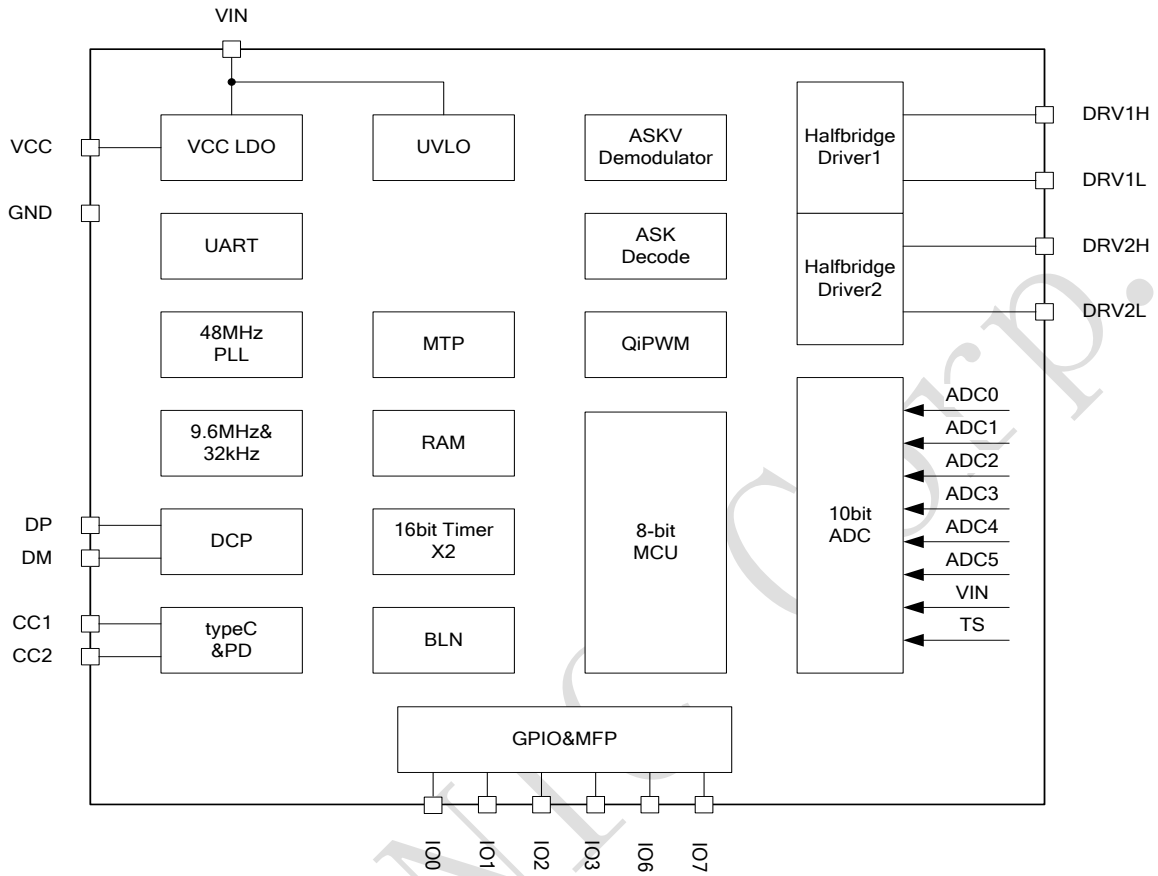 VIN
VCC
GND
VCC LDO
UVLO
ASKV
Demodulator
Halfbridge
Driver1
DRV1H
DRV1L
UART
ASK
Decode
Halfbridge
Driver2
DRV2H
DRV2L
48MHz
PLL
MTP
QiPWM
9.6MHz&
32kHz
RAM
8-bit
MCU
10bit
ADC
ADC0
ADC1
ADC2
ADC3
ADC4
ADC5
VIN
TS
DP
DM
DCP
16bit Timer
X2
CC1
CC2
typeC
&PD
BLN
GPIO&MFP
IO0
IO1
IO2
IO3
IO6
IO7
Corp.